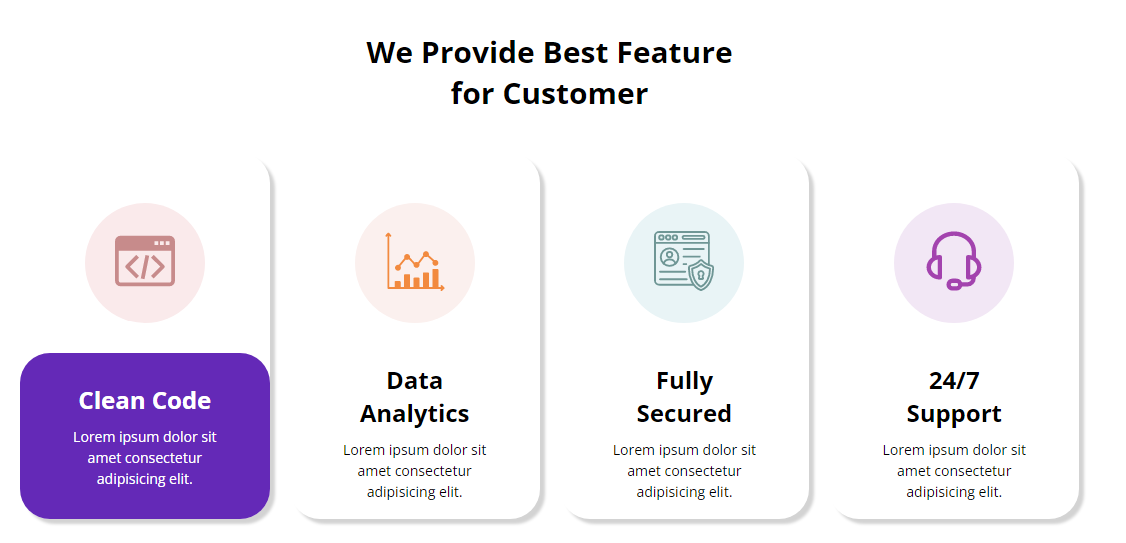 We Provide Best Feature
for Customer
Clean Code
Lorem ipsum dolor sit
amet consectetur
adipisicing elit.
Data
Analytics
Lorem ipsum dolor sit
amet consectetur
adipisicing elit.
Fully
Secured
Lorem ipsum dolor sit
amet consectetur
adipisicing elit.
24/7
Support
Lorem ipsum dolor sit
amet consectetur
adipisicing elit.